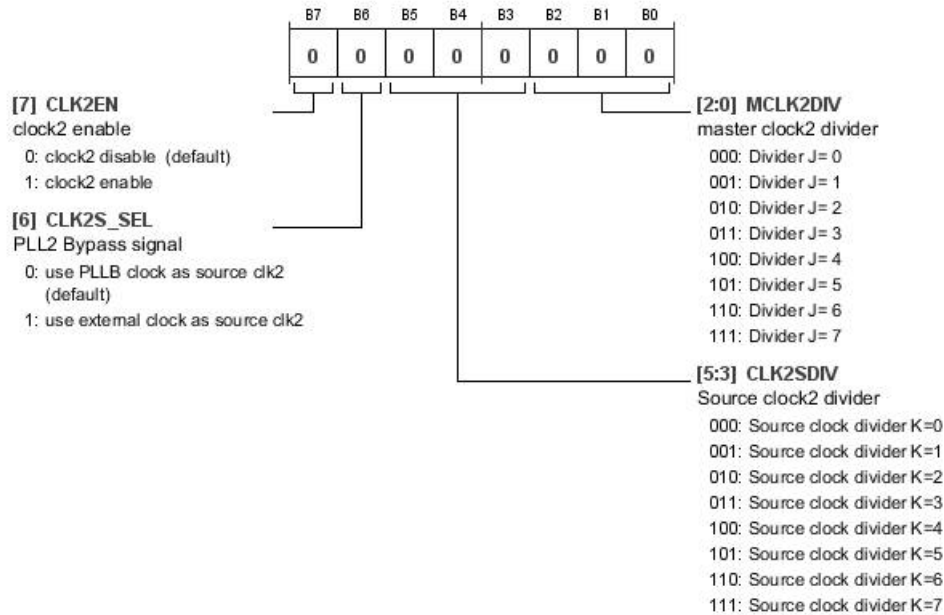 B7 B6 B5 B4 B3 B2 B1 B0
0 0 0 0 0 0 0 0
[7] CLK2EN
clock2 enable
0: clock2 disable (default)
1: clock2 enable
[6] CLK2S_SEL
PLL2 Bypass signal
0: use PLLB clock as source clk2
(default)
1: use external clock as source clk2
[2:0] MCLK2DIV
master clock2 divider
000: Divider J= 0
001: Divider J= 1
010: Divider J= 2
011: Divider J= 3
100: Divider J= 4
101: Divider J= 5
110: Divider J= 6
111: Divider J= 7
[5:3] CLK2SDIV
Source clock2 divider
000: Source clock divider K=0
001: Source clock divider K=1
010: Source clock divider K=2
011: Source clock divider K=3
100: Source clock divider K=4
101: Source clock divider K=5
110: Source clock divider K=6
111: Source clock divider K=7